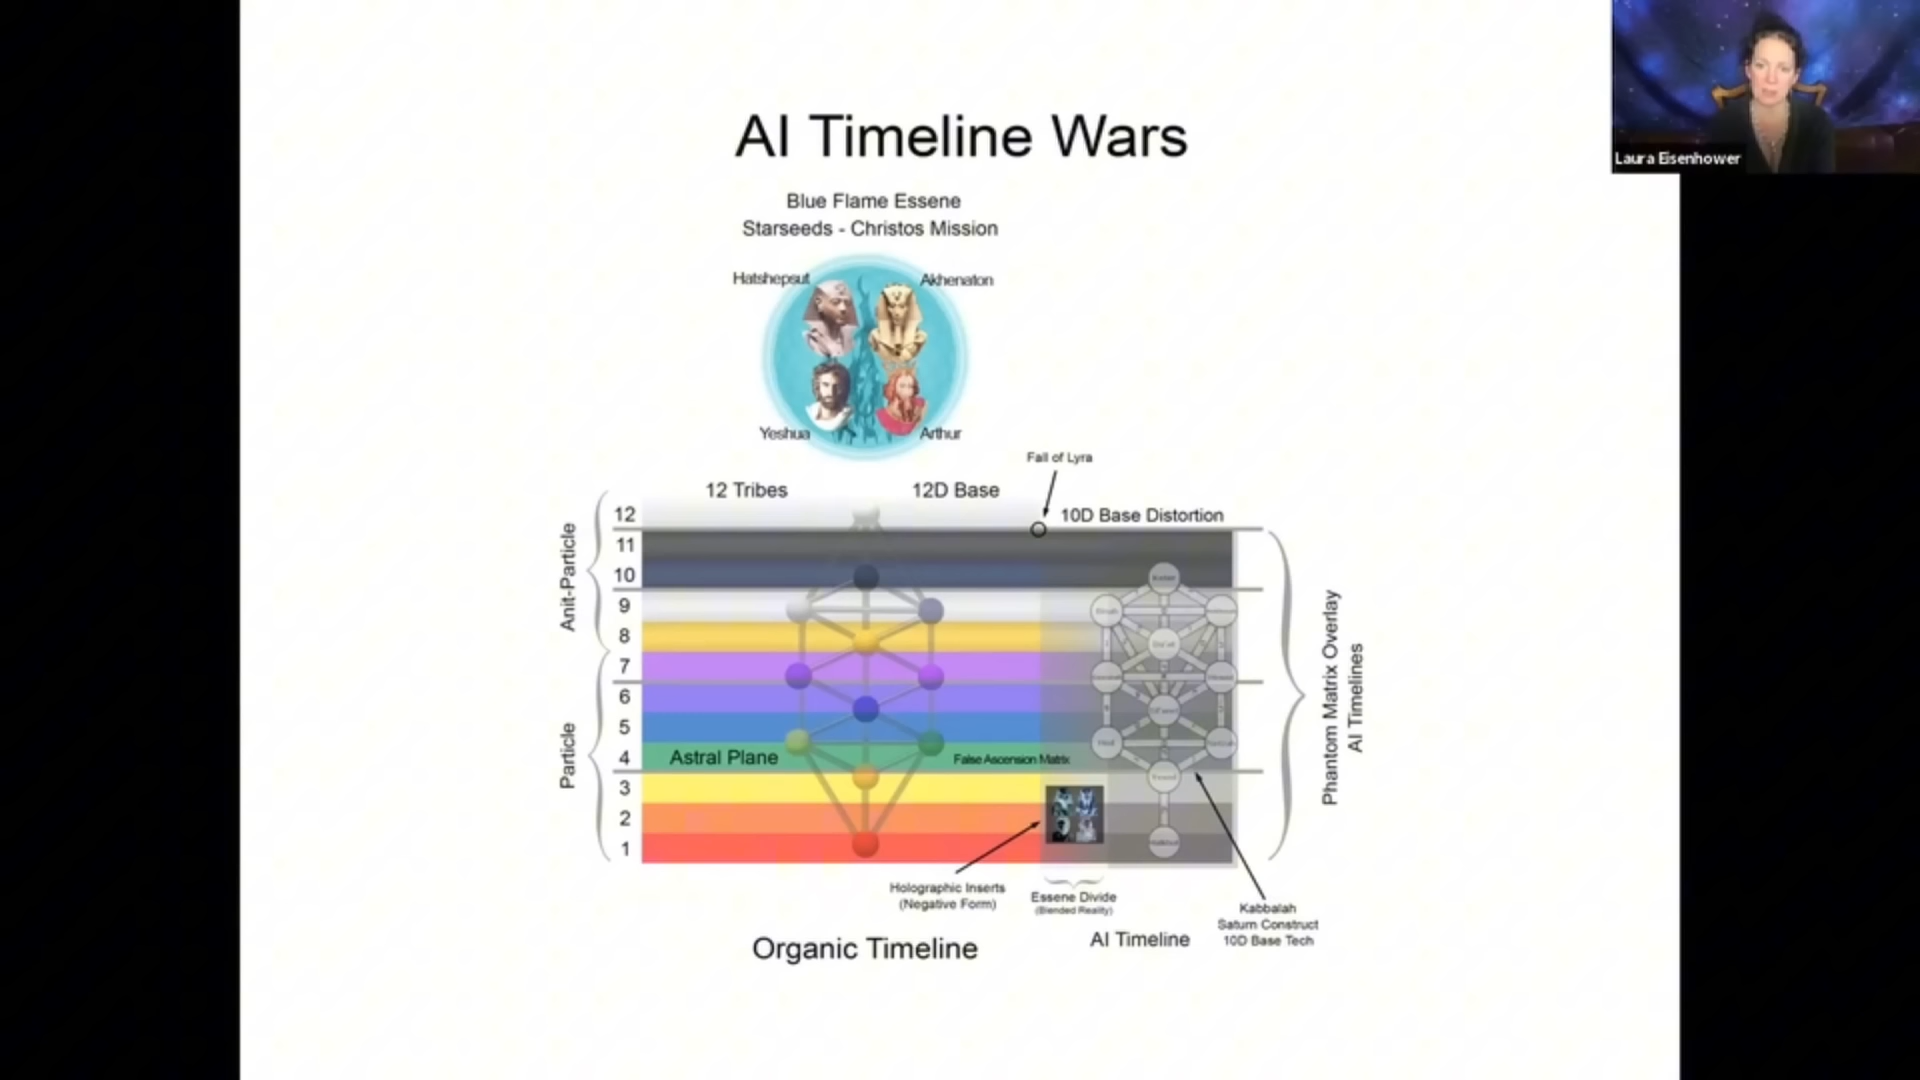 Laura Eisenhower
AI Timeline Wars
Blue Flame Essene
Starseeds - Christos Mission
Hatshepsut
Akhenaton
Yeshua
Arthur
Fall of Lyra
12 Tribes
12D Base
10D Base Distortion
12
11
10
9
8
7
6
5
4
3
2
1
Anit-Particle
Particle
Astral Plane
False Ascension Matrix
Phantom Matrix Overlay
AI Timelines
Holographic Inserts
(Negative Form)
Essene Divide
(Blended Reality)
Kabbalah
Saturn Construct
10D Base Tech
Organic Timeline
AI Timeline